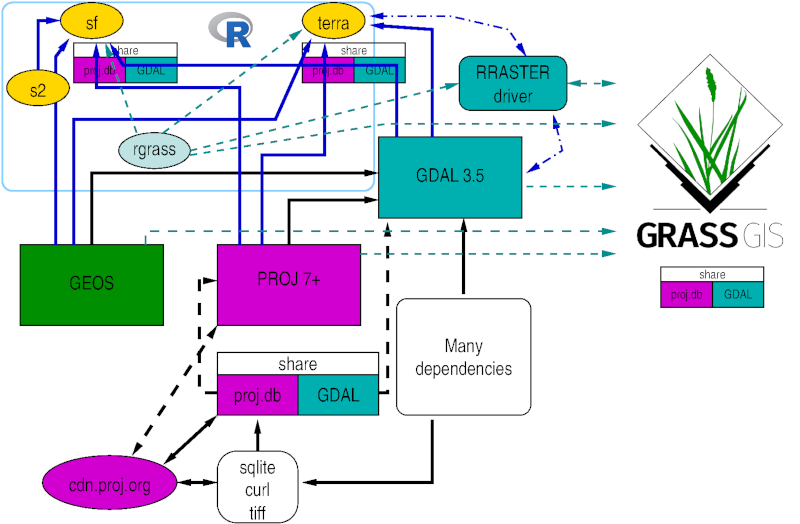 sf
terra
share
share
proj.db GDAL
proj.db GDAL
R
s2
RRASTER
driver
rgrass
GDAL 3.5
GRASS GIS
GEOS
PROJ 7+
share
proj.db GDAL
Many
dependencies
share
proj.db GDAL
sqlite
curl
tiff
cdn.proj.org